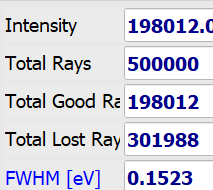 Intensity 198012.0
Total Rays 500000
Total Good Ra 198012
Total Lost Ray 301988
FWHM [eV] 0.1523